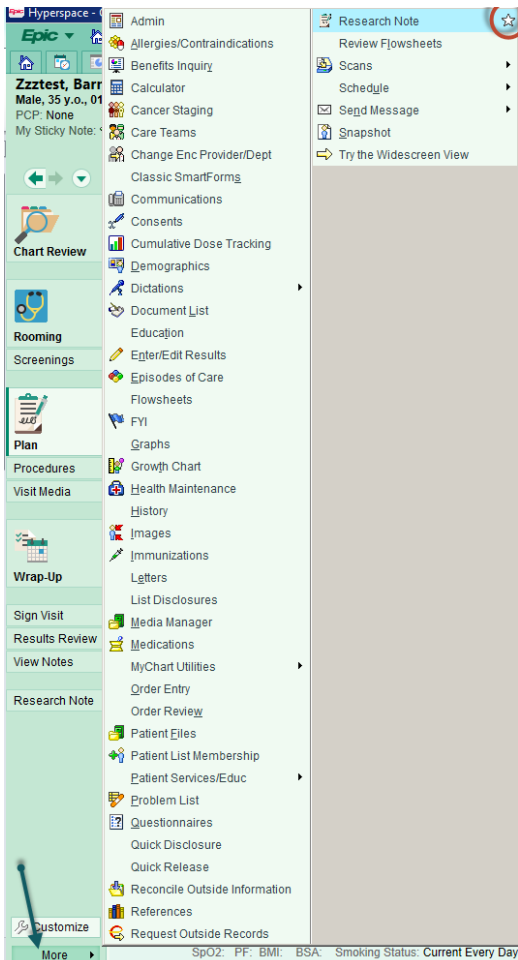 Hyperspace - 
Epic
Zzztest, Barr
Male, 35 y.o., 01
PCP: None
My Sticky Note:
Chart Review
Rooming
Screenings
Plan
Procedures
Visit Media
Wrap-Up
Sign Visit
Results Review
View Notes
Research Note
Customize
More
Admin
Allergies/Contraindications
Benefits Inquiry
Calculator
Cancer Staging
Care Teams
Change Enc Provider/Dept
Classic SmartForms
Communications
Consents
Cumulative Dose Tracking
Demographics
Dictations
Document List
Education
Enter/Edit Results
Episodes of Care
Flowsheets
FYI
Graphs
Growth Chart
Health Maintenance
History
Images
Immunizations
Letters
List Disclosures
Media Manager
Medications
MyChart Utilities
Order Entry
Order Review
Patient Files
Patient List Membership
Patient Services/Educ
Problem List
Questionnaires
Quick Disclosure
Quick Release
Reconcile Outside Information
References
Request Outside Records
Research Note
Review Flowsheets
Scans
Schedule
Send Message
Snapshot
Try the Widescreen View
SpO2: PF: BMI: BSA: Smoking Status: Current Every Day